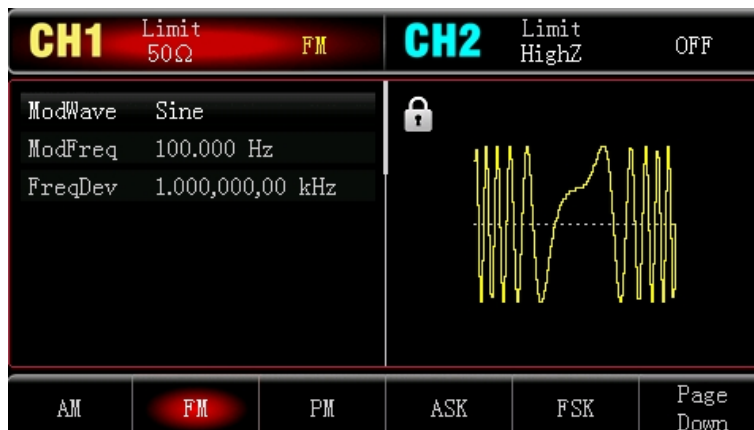 CH1 Limit 50Ω FM
CH2 Limit HighZ OFF
ModWave Sine
ModFreq 100.000 Hz
FreqDev 1.000,000,00 kHz
AM FM PM ASK FSK Page Down